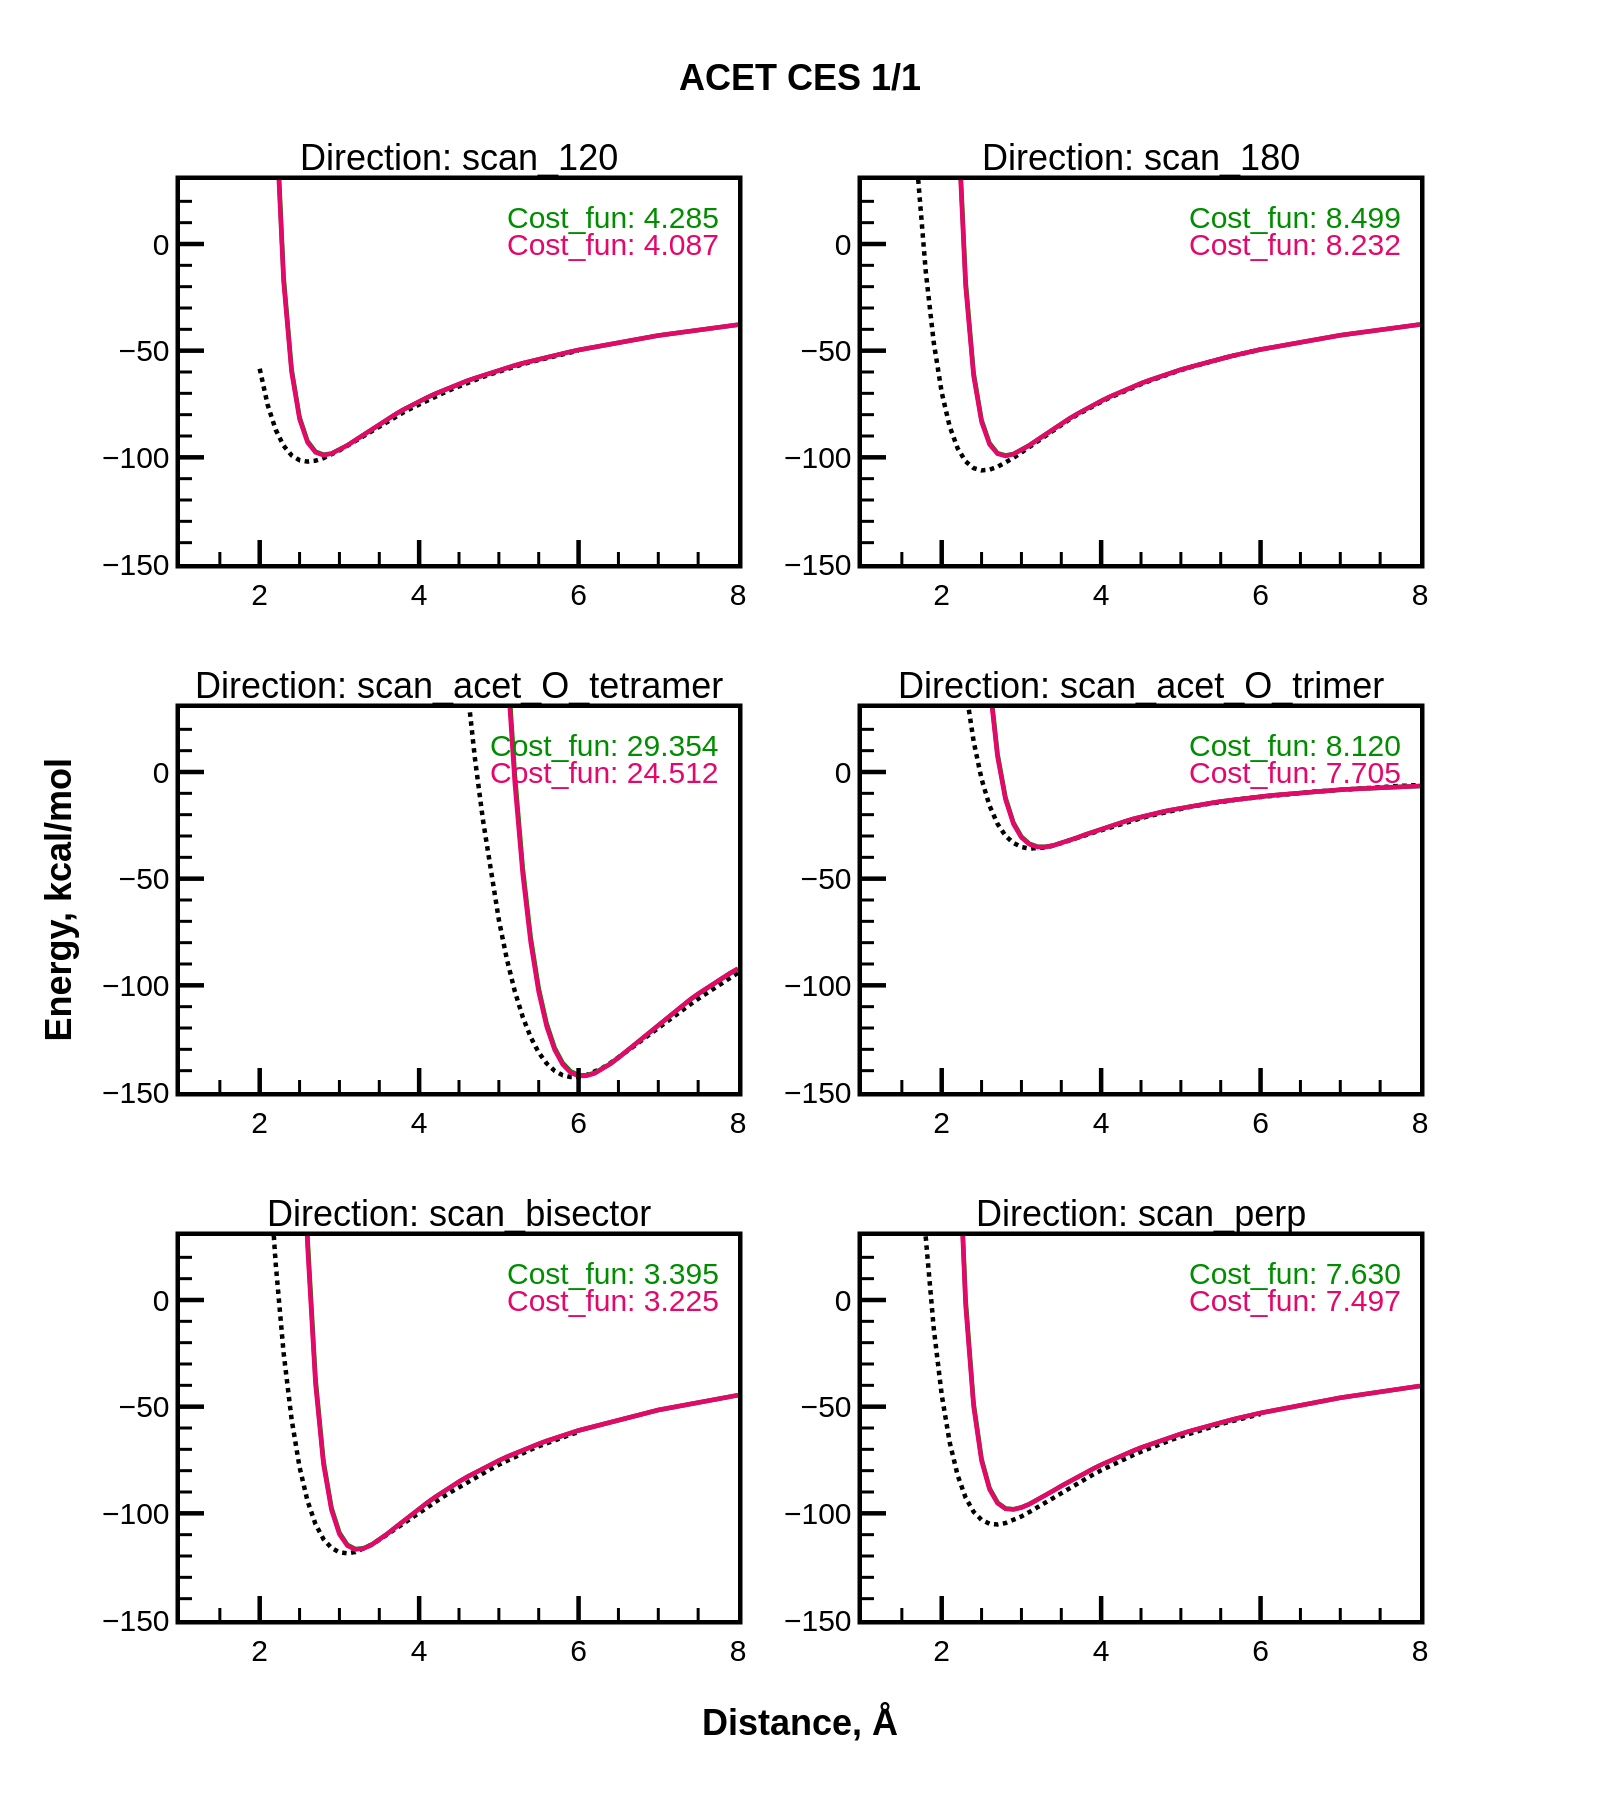 ACET CES 1/1
Direction: scan_120
Cost_fun: 4.285
Cost_fun: 4.087
0
−50
−100
−150
2 4 6 8
Direction: scan_180
Cost_fun: 8.499
Cost_fun: 8.232
0
−50
−100
−150
2 4 6 8
Energy, kcal/mol
Direction: scan_acet_O_tetramer
Cost_fun: 29.354
Cost_fun: 24.512
0
−50
−100
−150
2 4 6 8
Direction: scan_acet_O_trimer
Cost_fun: 8.120
Cost_fun: 7.705
0
−50
−100
−150
2 4 6 8
Direction: scan_bisector
Cost_fun: 3.395
Cost_fun: 3.225
0
−50
−100
−150
2 4 6 8
Direction: scan_perp
Cost_fun: 7.630
Cost_fun: 7.497
0
−50
−100
−150
2 4 6 8
Distance, Å